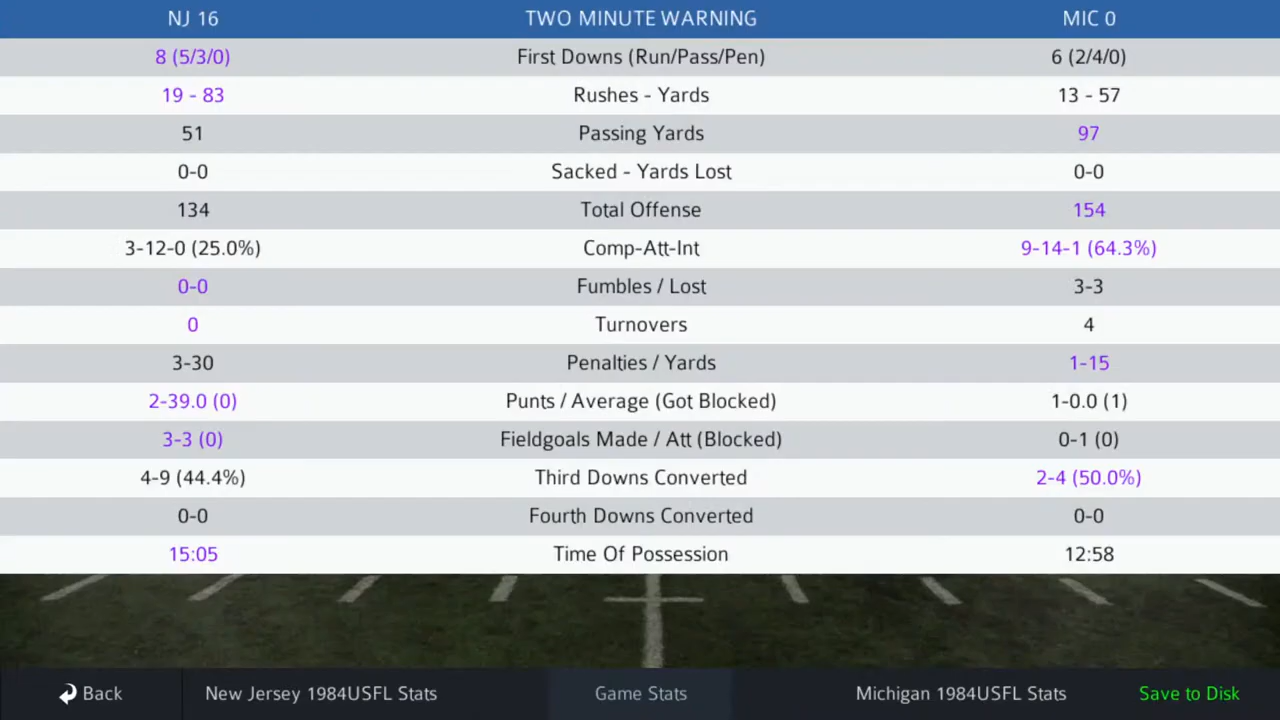 NJ 16 TWO MINUTE WARNING MIC 0
8 (5/3/0) First Downs (Run/Pass/Pen) 6 (2/4/0)
19 - 83 Rushes - Yards 13 - 57
51 Passing Yards 97
0-0 Sacked - Yards Lost 0-0
134 Total Offense 154
3-12-0 (25.0%) Comp-Att-Int 9-14-1 (64.3%)
0-0 Fumbles / Lost 3-3
0 Turnovers 4
3-30 Penalties / Yards 1-15
2-39.0 (0) Punts / Average (Got Blocked) 1-0.0 (1)
3-3 (0) Fieldgoals Made / Att (Blocked) 0-1 (0)
4-9 (44.4%) Third Downs Converted 2-4 (50.0%)
0-0 Fourth Downs Converted 0-0
15:05 Time Of Possession 12:58
Back New Jersey 1984USFL Stats Game Stats Michigan 1984USFL Stats Save to Disk